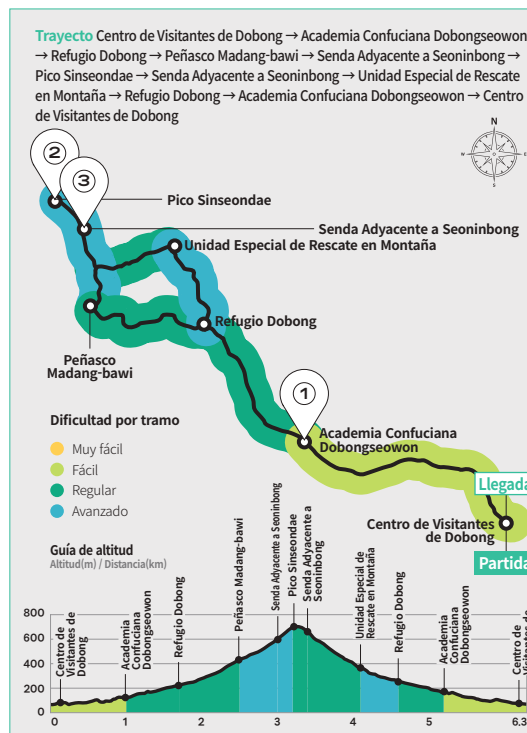 Trayecto Centro de Visitantes de Dobong → Academia Confuciana Dobongseowon
→ Refugio Dobong → Peñasco Madang-bawi → Senda Adyacente a Seoninbong →
Pico Sinseondae → Senda Adyacente a Seoninbong → Unidad Especial de Rescate
en Montaña → Refugio Dobong → Academia Confuciana Dobongseowon → Centro
de Visitantes de Dobong
N
W
E
S
2
3
Pico Sinseondae
Senda Adyacente a Seoninbong
Unidad Especial de Rescate en Montaña
Refugio Dobong
Peñasco
Madang-bawi
1
Academia Confuciana
Dobongseowon
Dificultad por tramo
Muy fácil
Fácil
Regular
Avanzado
Llegada
Centro de Visitantes
de Dobong
Partida
Guía de altitud
Altitud(m) / Distancia(km)
800
600
400
200
0
Centro de
Visitantes de
Dobong
Academia
Confuciana
Dobongseowon
Refugio Dobong
Peñasco Madang-bawi
Senda Adyacente a Seoninbong
Pico Sinseondae
Senda Adyacente a
Seoninbong
Unidad Especial de
Rescate en Montaña
Refugio Dobong
Academia
Confuciana
Dobongseowon
Centro de
Visitantes de
0 1 2 3 4 5 6.3